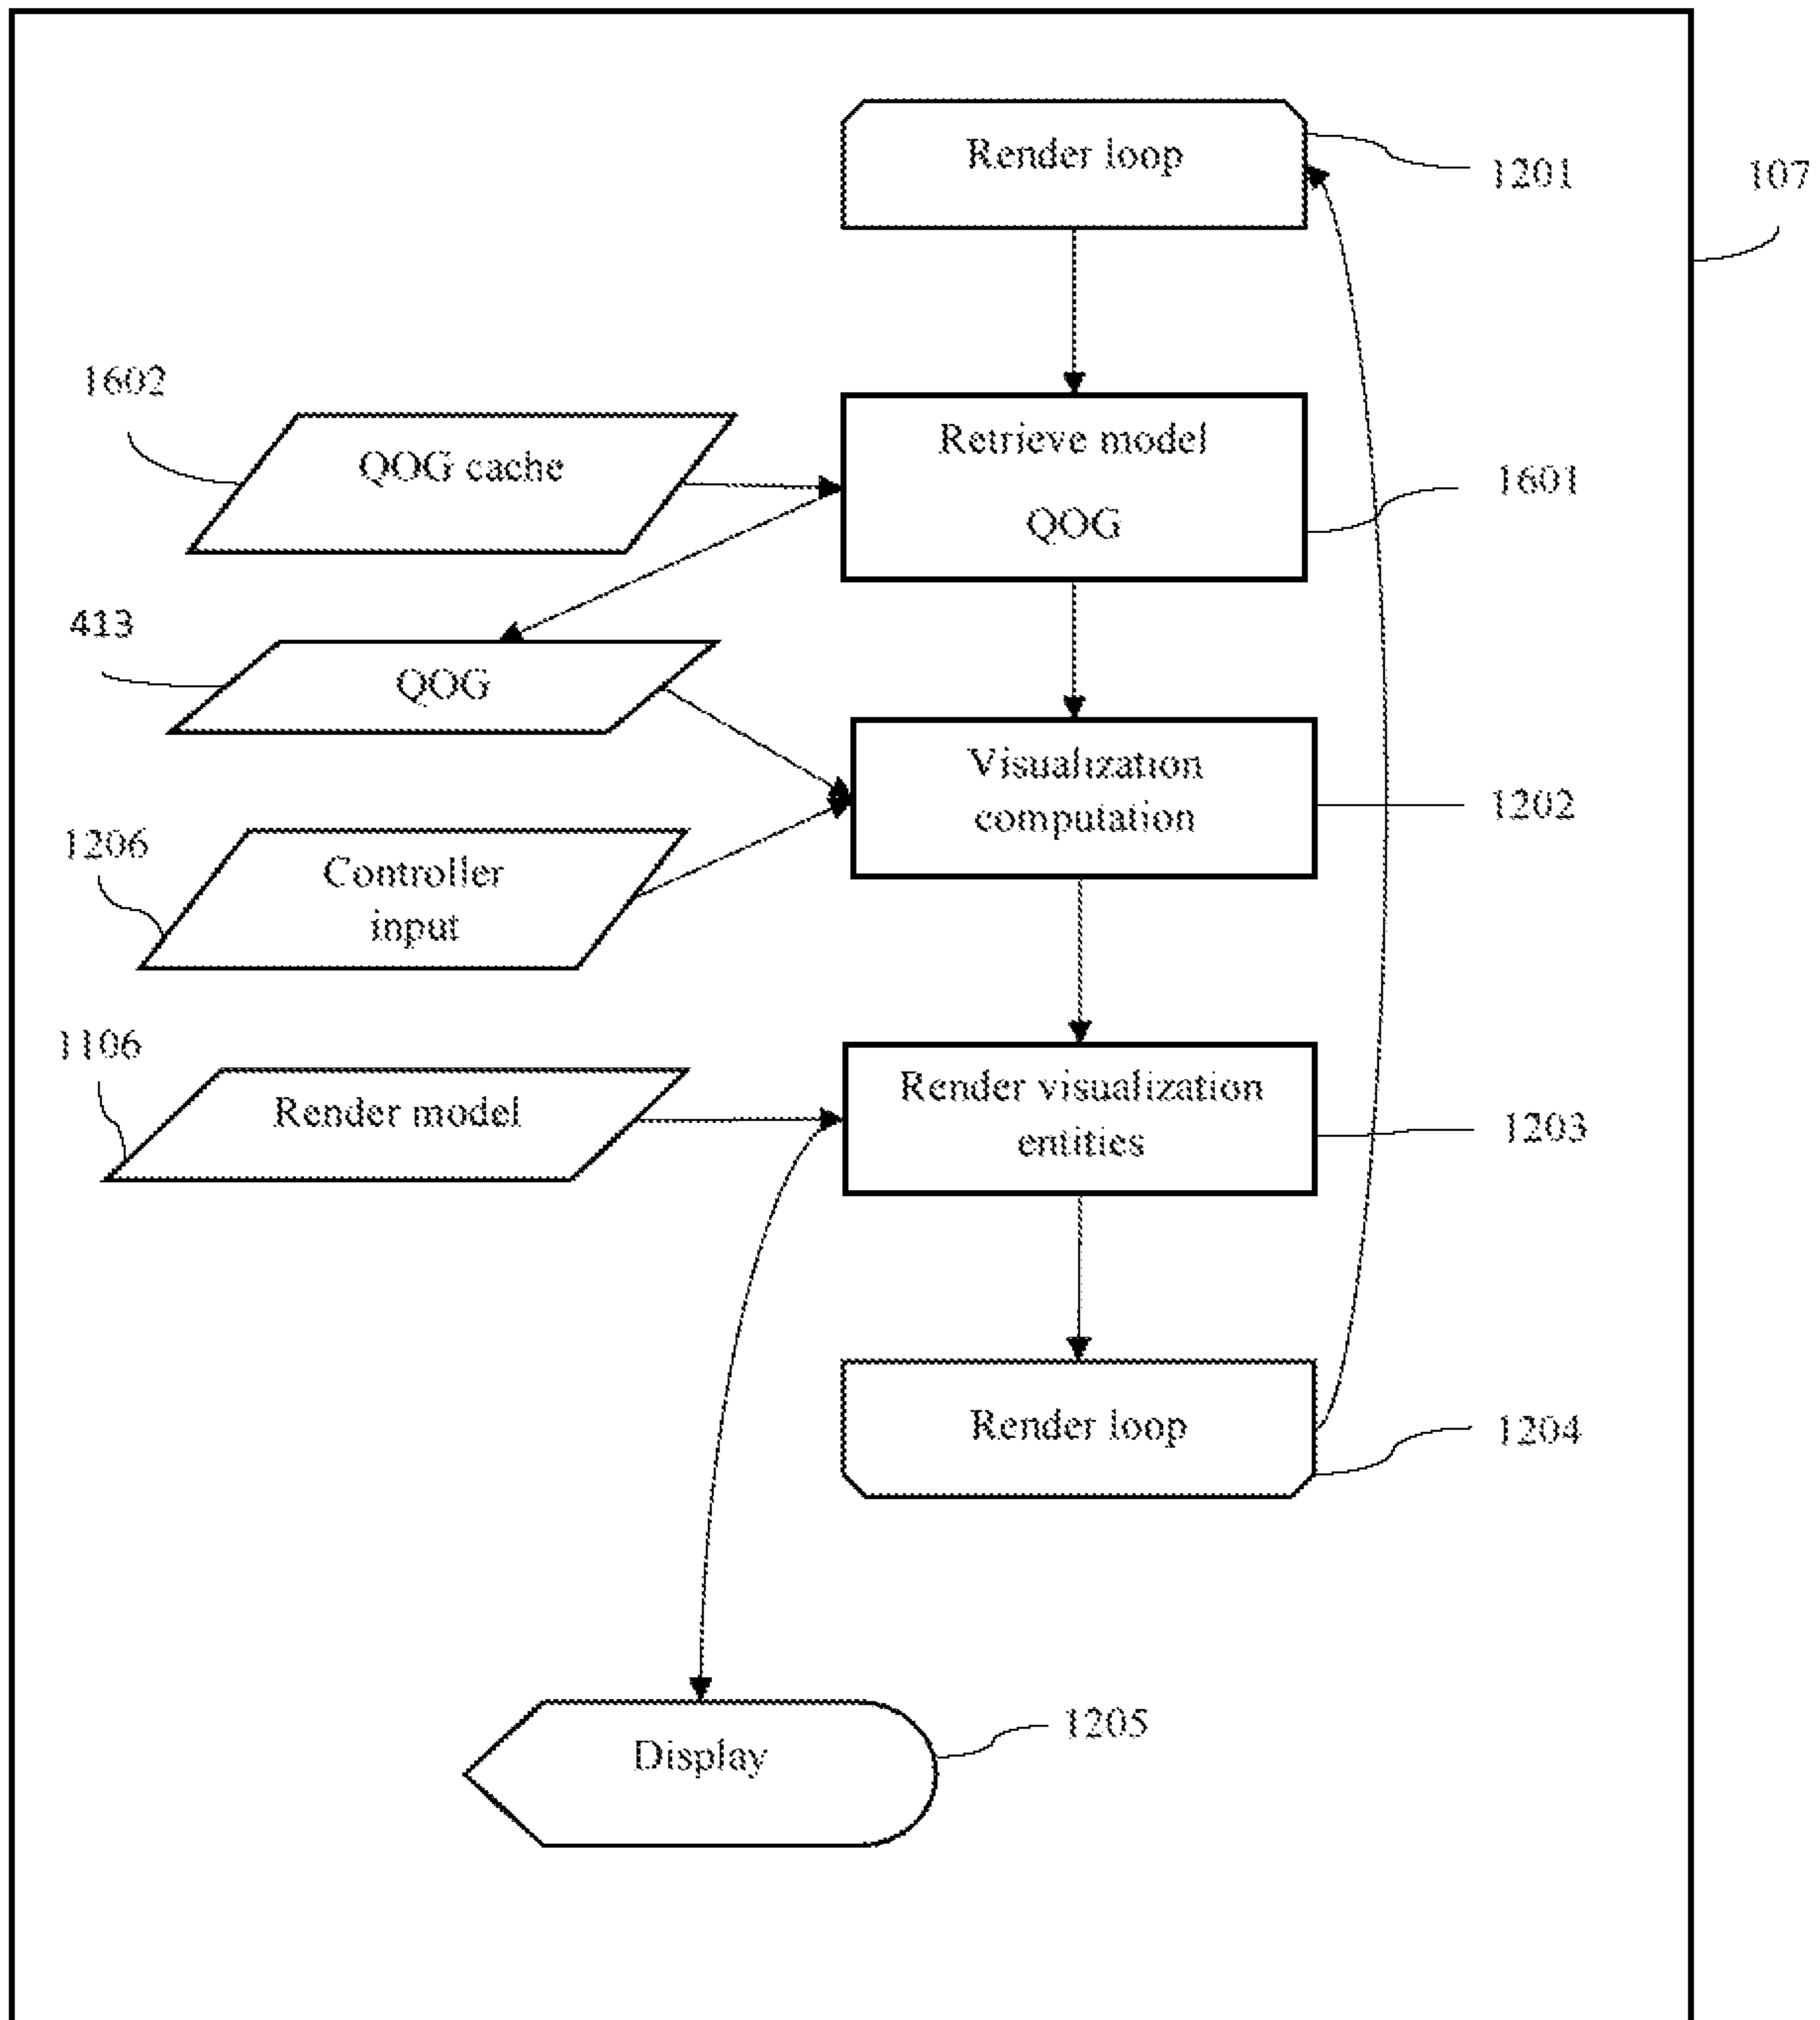 Render loop
1201
107
1602
QOG cache
Retrieve model
QOG
1601
413
QOG
Visualization
computation
1202
1206
Controller
input
1106
Render model
Render visualization
entities
1203
Render loop
1204
Display
1205